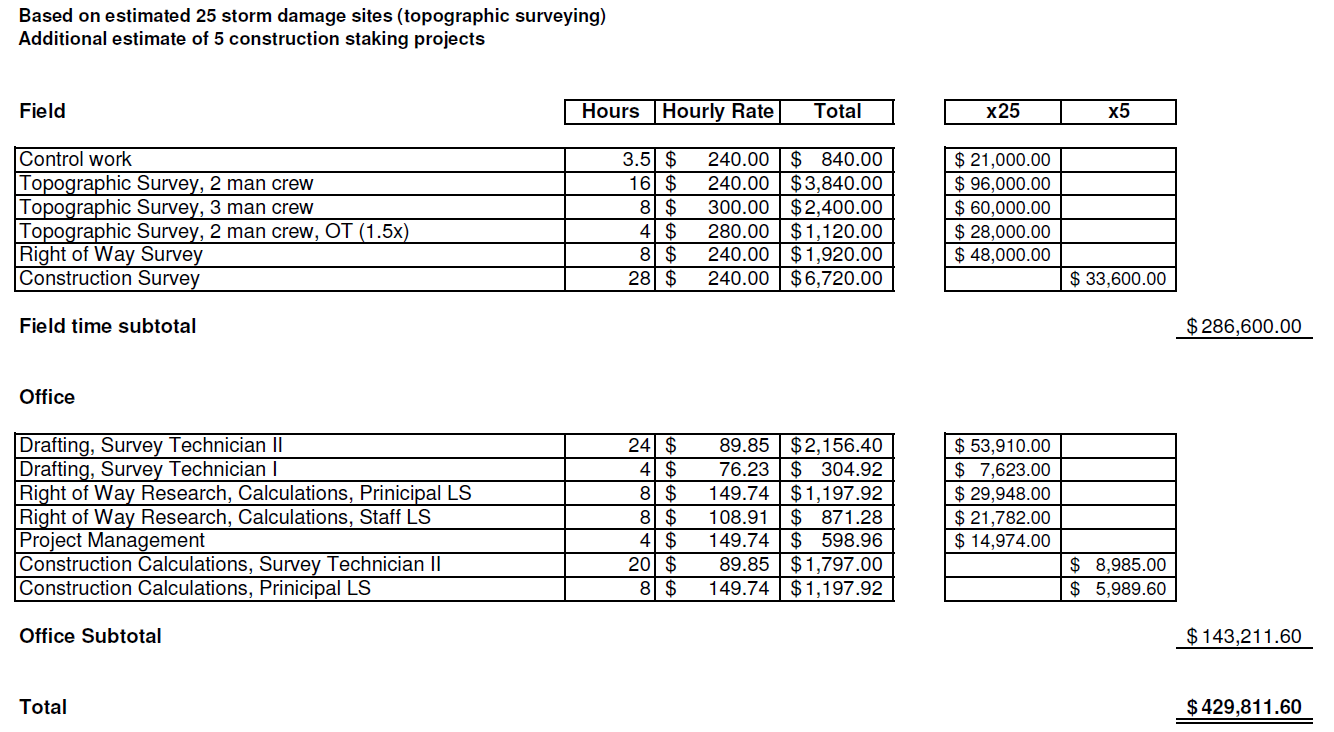 Based on estimated 25 storm damage sites (topographic surveying)
Additional estimate of 5 construction staking projects
Field Hours Hourly Rate Total x25 x5
Control work 3.5 $ 240.00 $ 840.00 $ 21,000.00
Topographic Survey, 2 man crew 16 $ 240.00 $3,840.00 $ 96,000.00
Topographic Survey, 3 man crew 8 $ 300.00 $2,400.00 $ 60,000.00
Topographic Survey, 2 man crew, OT (1.5x) 4 $ 280.00 $1,120.00 $ 28,000.00
Right of Way Survey 8 $ 240.00 $1,920.00 $ 48,000.00
Construction Survey 28 $ 240.00 $6,720.00 $ 33,600.00
Field time subtotal $286,600.00
Office
Drafting, Survey Technician II 24 $ 89.85 $2,156.40 $ 53,910.00
Drafting, Survey Technician I 4 $ 76.23 $ 304.92 $ 7,623.00
Right of Way Research, Calculations, Prinicipal LS 8 $ 149.74 $1,197.92 $ 29,948.00
Right of Way Research, Calculations, Staff LS 8 $ 108.91 $ 871.28 $ 21,782.00
Project Management 4 $ 149.74 $ 598.96 $ 14,974.00
Construction Calculations, Survey Technician II 20 $ 89.85 $1,797.00 $ 8,985.00
Construction Calculations, Prinicipal LS 8 $ 149.74 $1,197.92 $ 5,989.60
Office Subtotal $143,211.60
Total $429,811.60